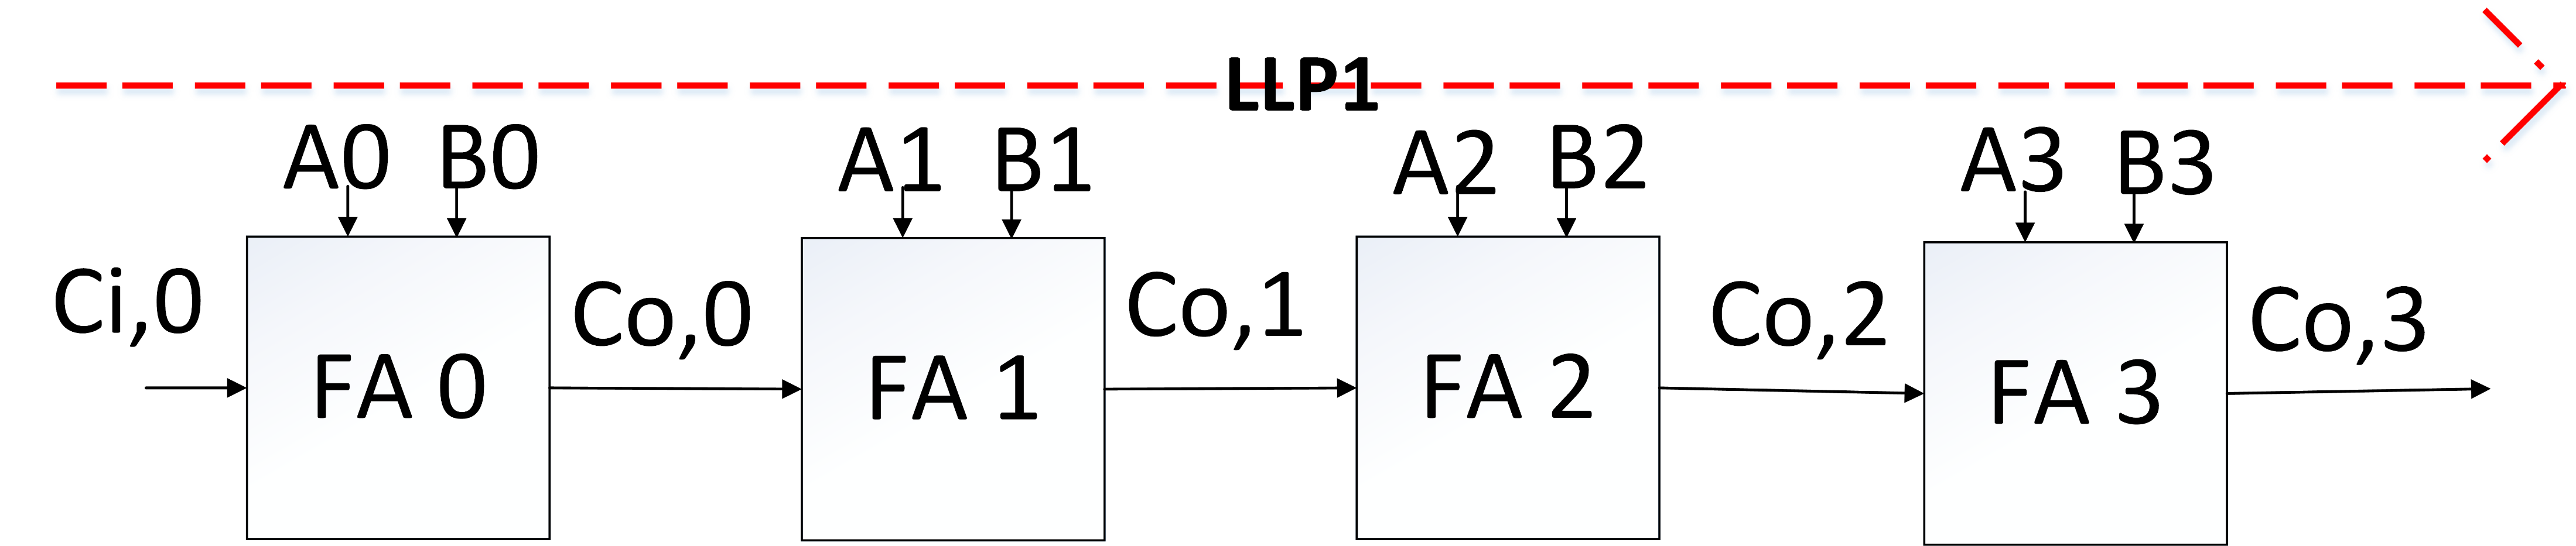 LLP1
A0 B0 A1 B1 A2 B2 A3 B3
Ci,0 Co,0 Co,1 Co,2 Co,3
FA 0 FA 1 FA 2 FA 3